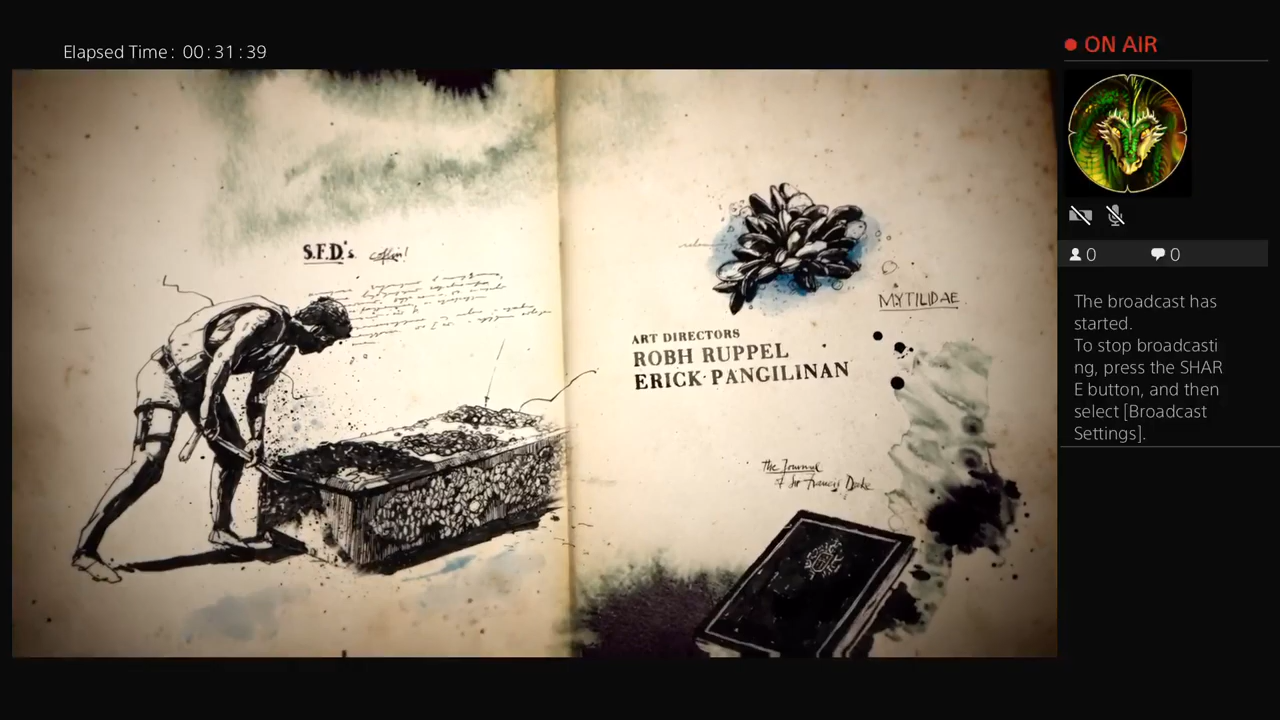 Elapsed Time: 00:31:39
ON AIR
0 0
The broadcast has
started.
To stop broadcasti
ng, press the SHAR
E button, and then
select [Broadcast
Settings].
S.F.D.'s coffin!
MYTILIDAE
ART DIRECTORS
ROBH RUPPEL
ERICK PANGILINAN
The Journal
of Sir Francis Drake